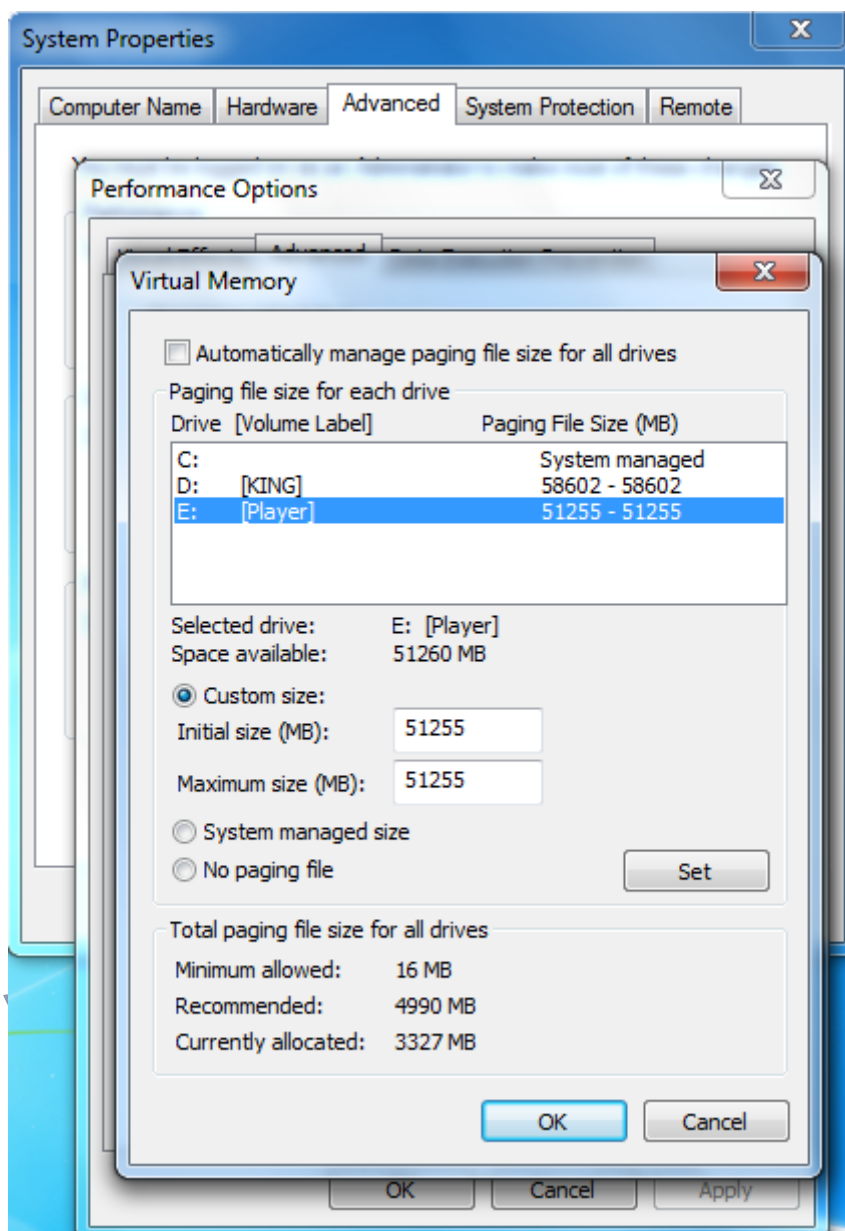 System Properties
Computer Name Hardware Advanced System Protection Remote
Performance Options
Advanced
Virtual Memory
Automatically manage paging file size for all drives
Paging file size for each drive
Drive [Volume Label] Paging File Size (MB)
C: System managed
D: [KING] 58602 - 58602
E: [Player] 51255 - 51255
Selected drive: E: [Player]
Space available: 51260 MB
Custom size:
Initial size (MB): 51255
Maximum size (MB): 51255
System managed size
No paging file
Set
Total paging file size for all drives
Minimum allowed: 16 MB
Recommended: 4990 MB
Currently allocated: 3327 MB
OK Cancel
OK Cancel Apply